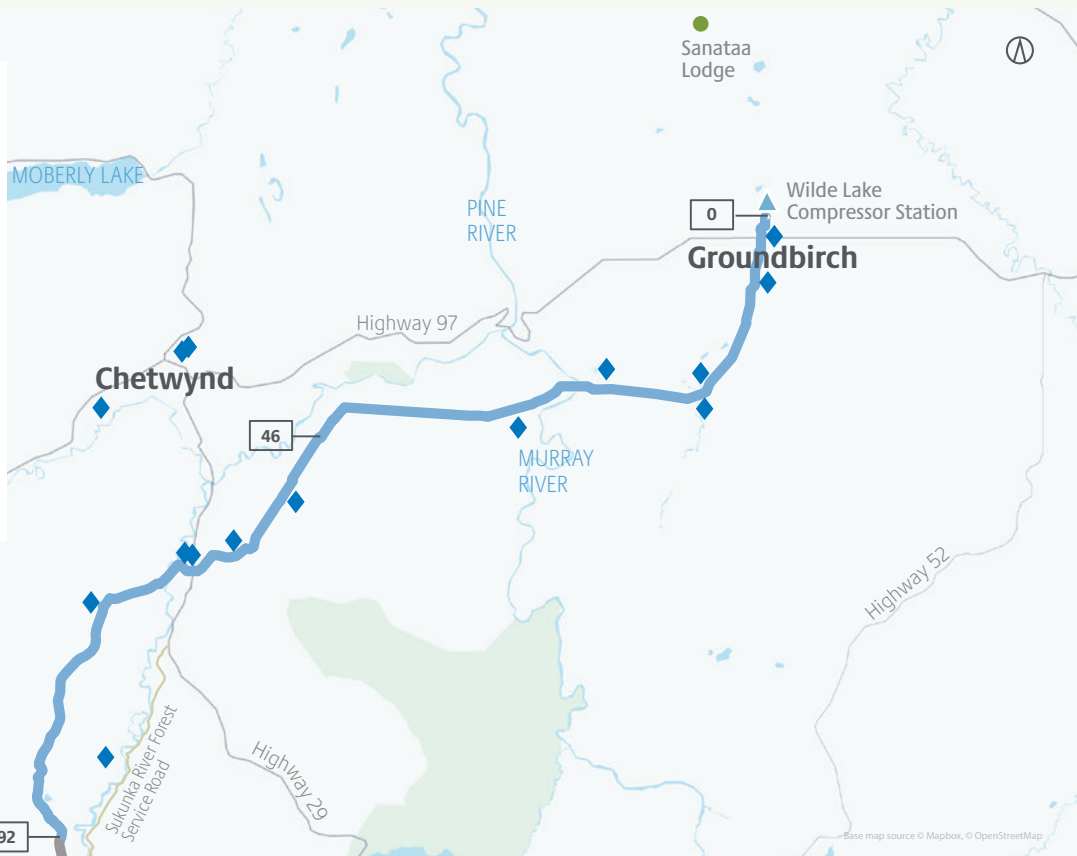 Sanataa
Lodge
MOBERLY LAKE
PINE
RIVER
Wilde Lake
Compressor Station
0
Groundbirch
Highway 97
Chetwynd
46
MURRAY
RIVER
Highway 52
Sukunka River Forest
Service Road
Highway 29
92
Base map source © Mapbox, © OpenStreetMap